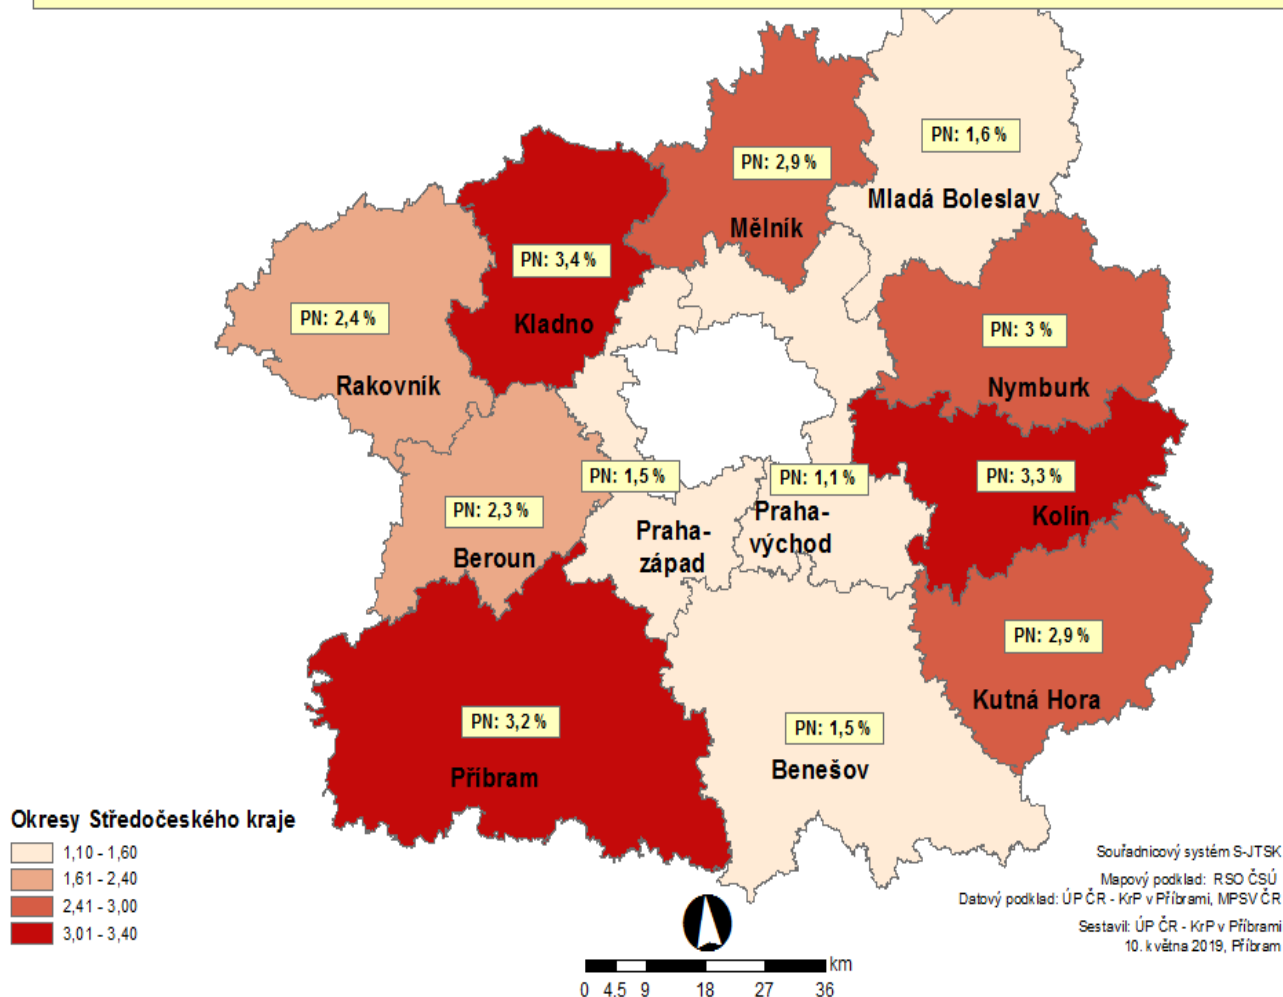 PN: 1,6 %
Mladá Boleslav
PN: 2,9 %
Mělník
PN: 3,4 %
Kladno
PN: 2,4 %
Rakovník
PN: 3 %
Nymburk
PN: 1,5 %
Praha-
západ
PN: 1,1 %
Praha-
východ
PN: 3,3 %
Kolín
PN: 2,3 %
Beroun
PN: 2,9 %
Kutná Hora
PN: 3,2 %
Příbram
PN: 1,5 %
Benešov
Okresy Středočeského kraje
1,10 - 1,60
1,61 - 2,40
2,41 - 3,00
3,01 - 3,40
Souřadnicový systém S-JTSK
Mapový podklad: RSO ČSÚ
Datový podklad: ÚP ČR - KrP v Příbrami, MPSV ČR
Sestavil: ÚP ČR - KrP v Příbrami
10. května 2019, Příbram
km
0 4.5 9 18 27 36